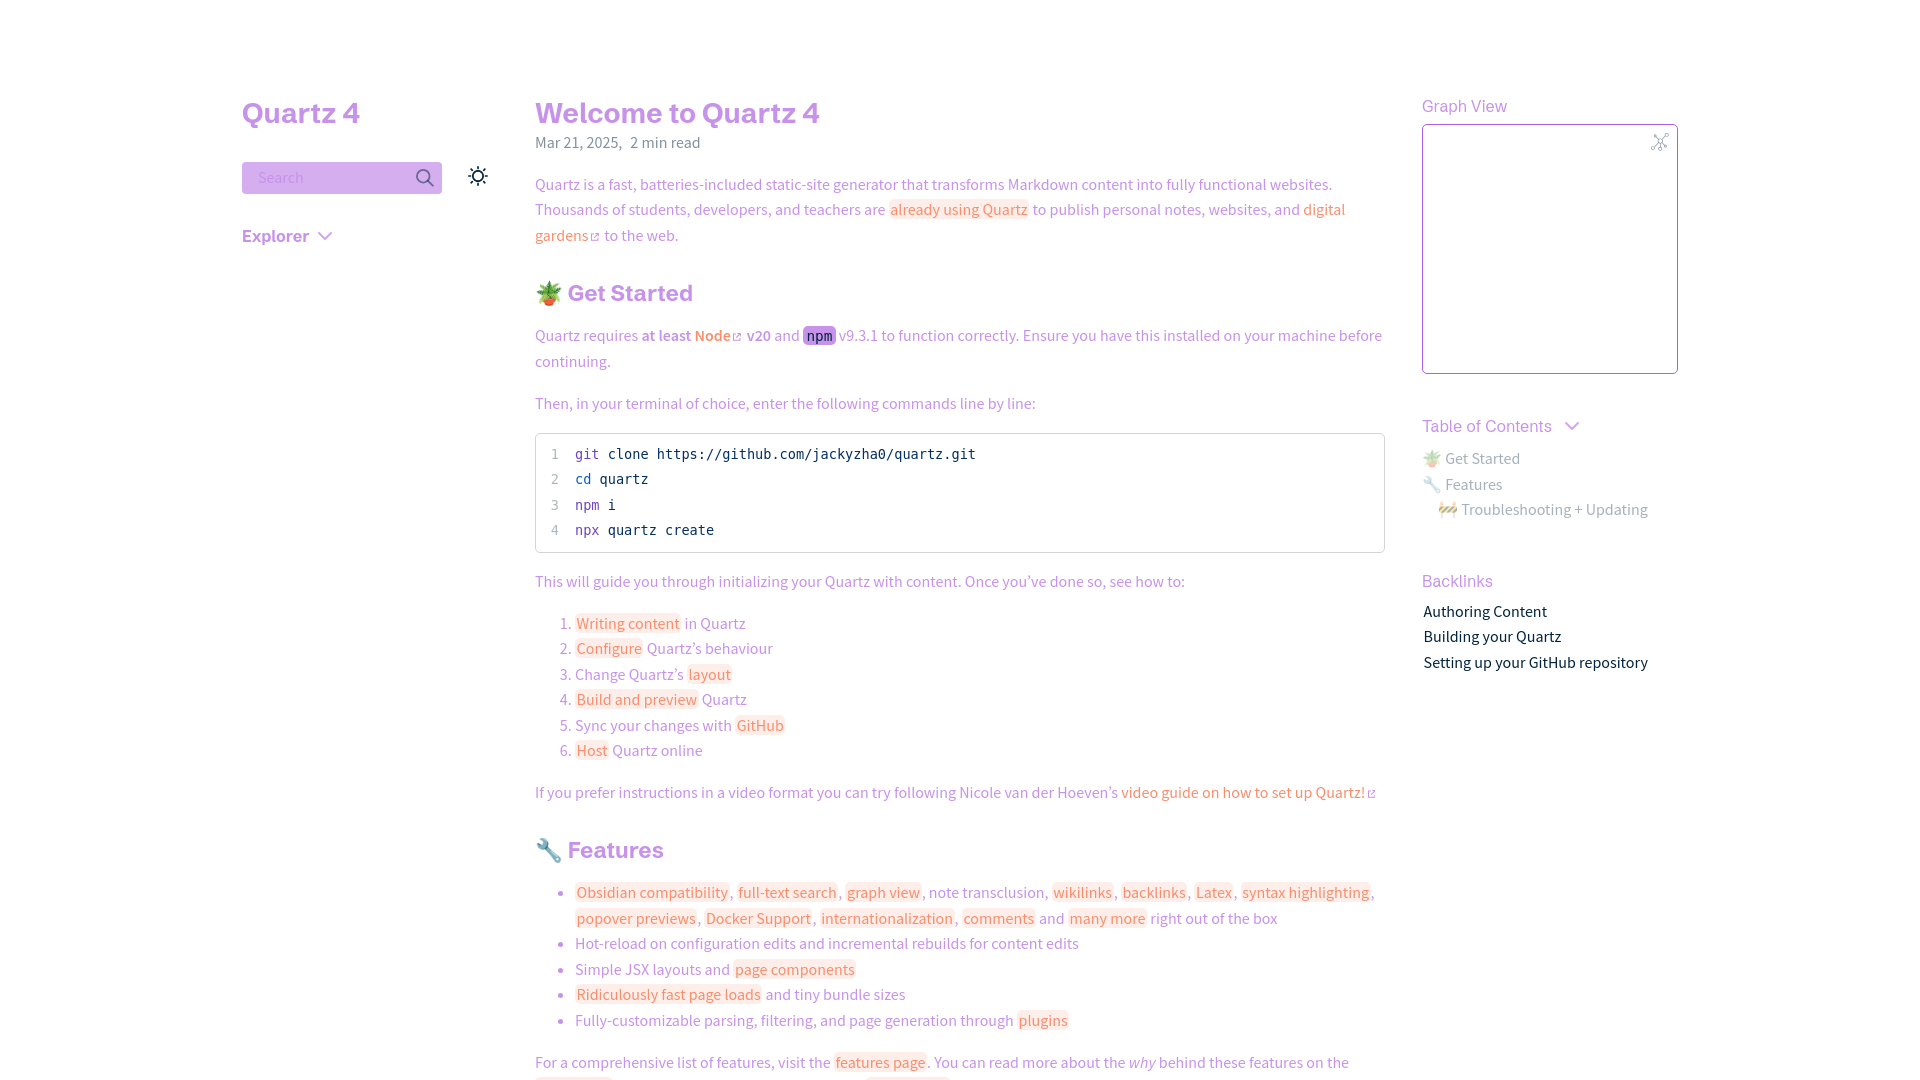 Quartz 4
Search
Explorer
Welcome to Quartz 4
Mar 21, 2025, 2 min read
Quartz is a fast, batteries-included static-site generator that transforms Markdown content into fully functional websites.
Thousands of students, developers, and teachers are already using Quartz to publish personal notes, websites, and digital
gardens to the web.
🪴 Get Started
Quartz requires at least Node v20 and npm v9.3.1 to function correctly. Ensure you have this installed on your machine before
continuing.
Then, in your terminal of choice, enter the following commands line by line:
1 git clone https://github.com/jackyzha0/quartz.git
2 cd quartz
3 npm i
4 npx quartz create
This will guide you through initializing your Quartz with content. Once you’ve done so, see how to:
1. Writing content in Quartz
2. Configure Quartz’s behaviour
3. Change Quartz’s layout
4. Build and preview Quartz
5. Sync your changes with GitHub
6. Host Quartz online
If you prefer instructions in a video format you can try following Nicole van der Hoeven’s video guide on how to set up Quartz!
🔧 Features
• Obsidian compatibility, full-text search, graph view, note transclusion, wikilinks, backlinks, Latex, syntax highlighting,
popover previews, Docker Support, internationalization, comments and many more right out of the box
• Hot-reload on configuration edits and incremental rebuilds for content edits
• Simple JSX layouts and page components
• Ridiculously fast page loads and tiny bundle sizes
• Fully-customizable parsing, filtering, and page generation through plugins
For a comprehensive list of features, visit the features page. You can read more about the why behind these features on the
Graph View
Table of Contents
🪴 Get Started
🔧 Features
🚧 Troubleshooting + Updating
Backlinks
Authoring Content
Building your Quartz
Setting up your GitHub repository